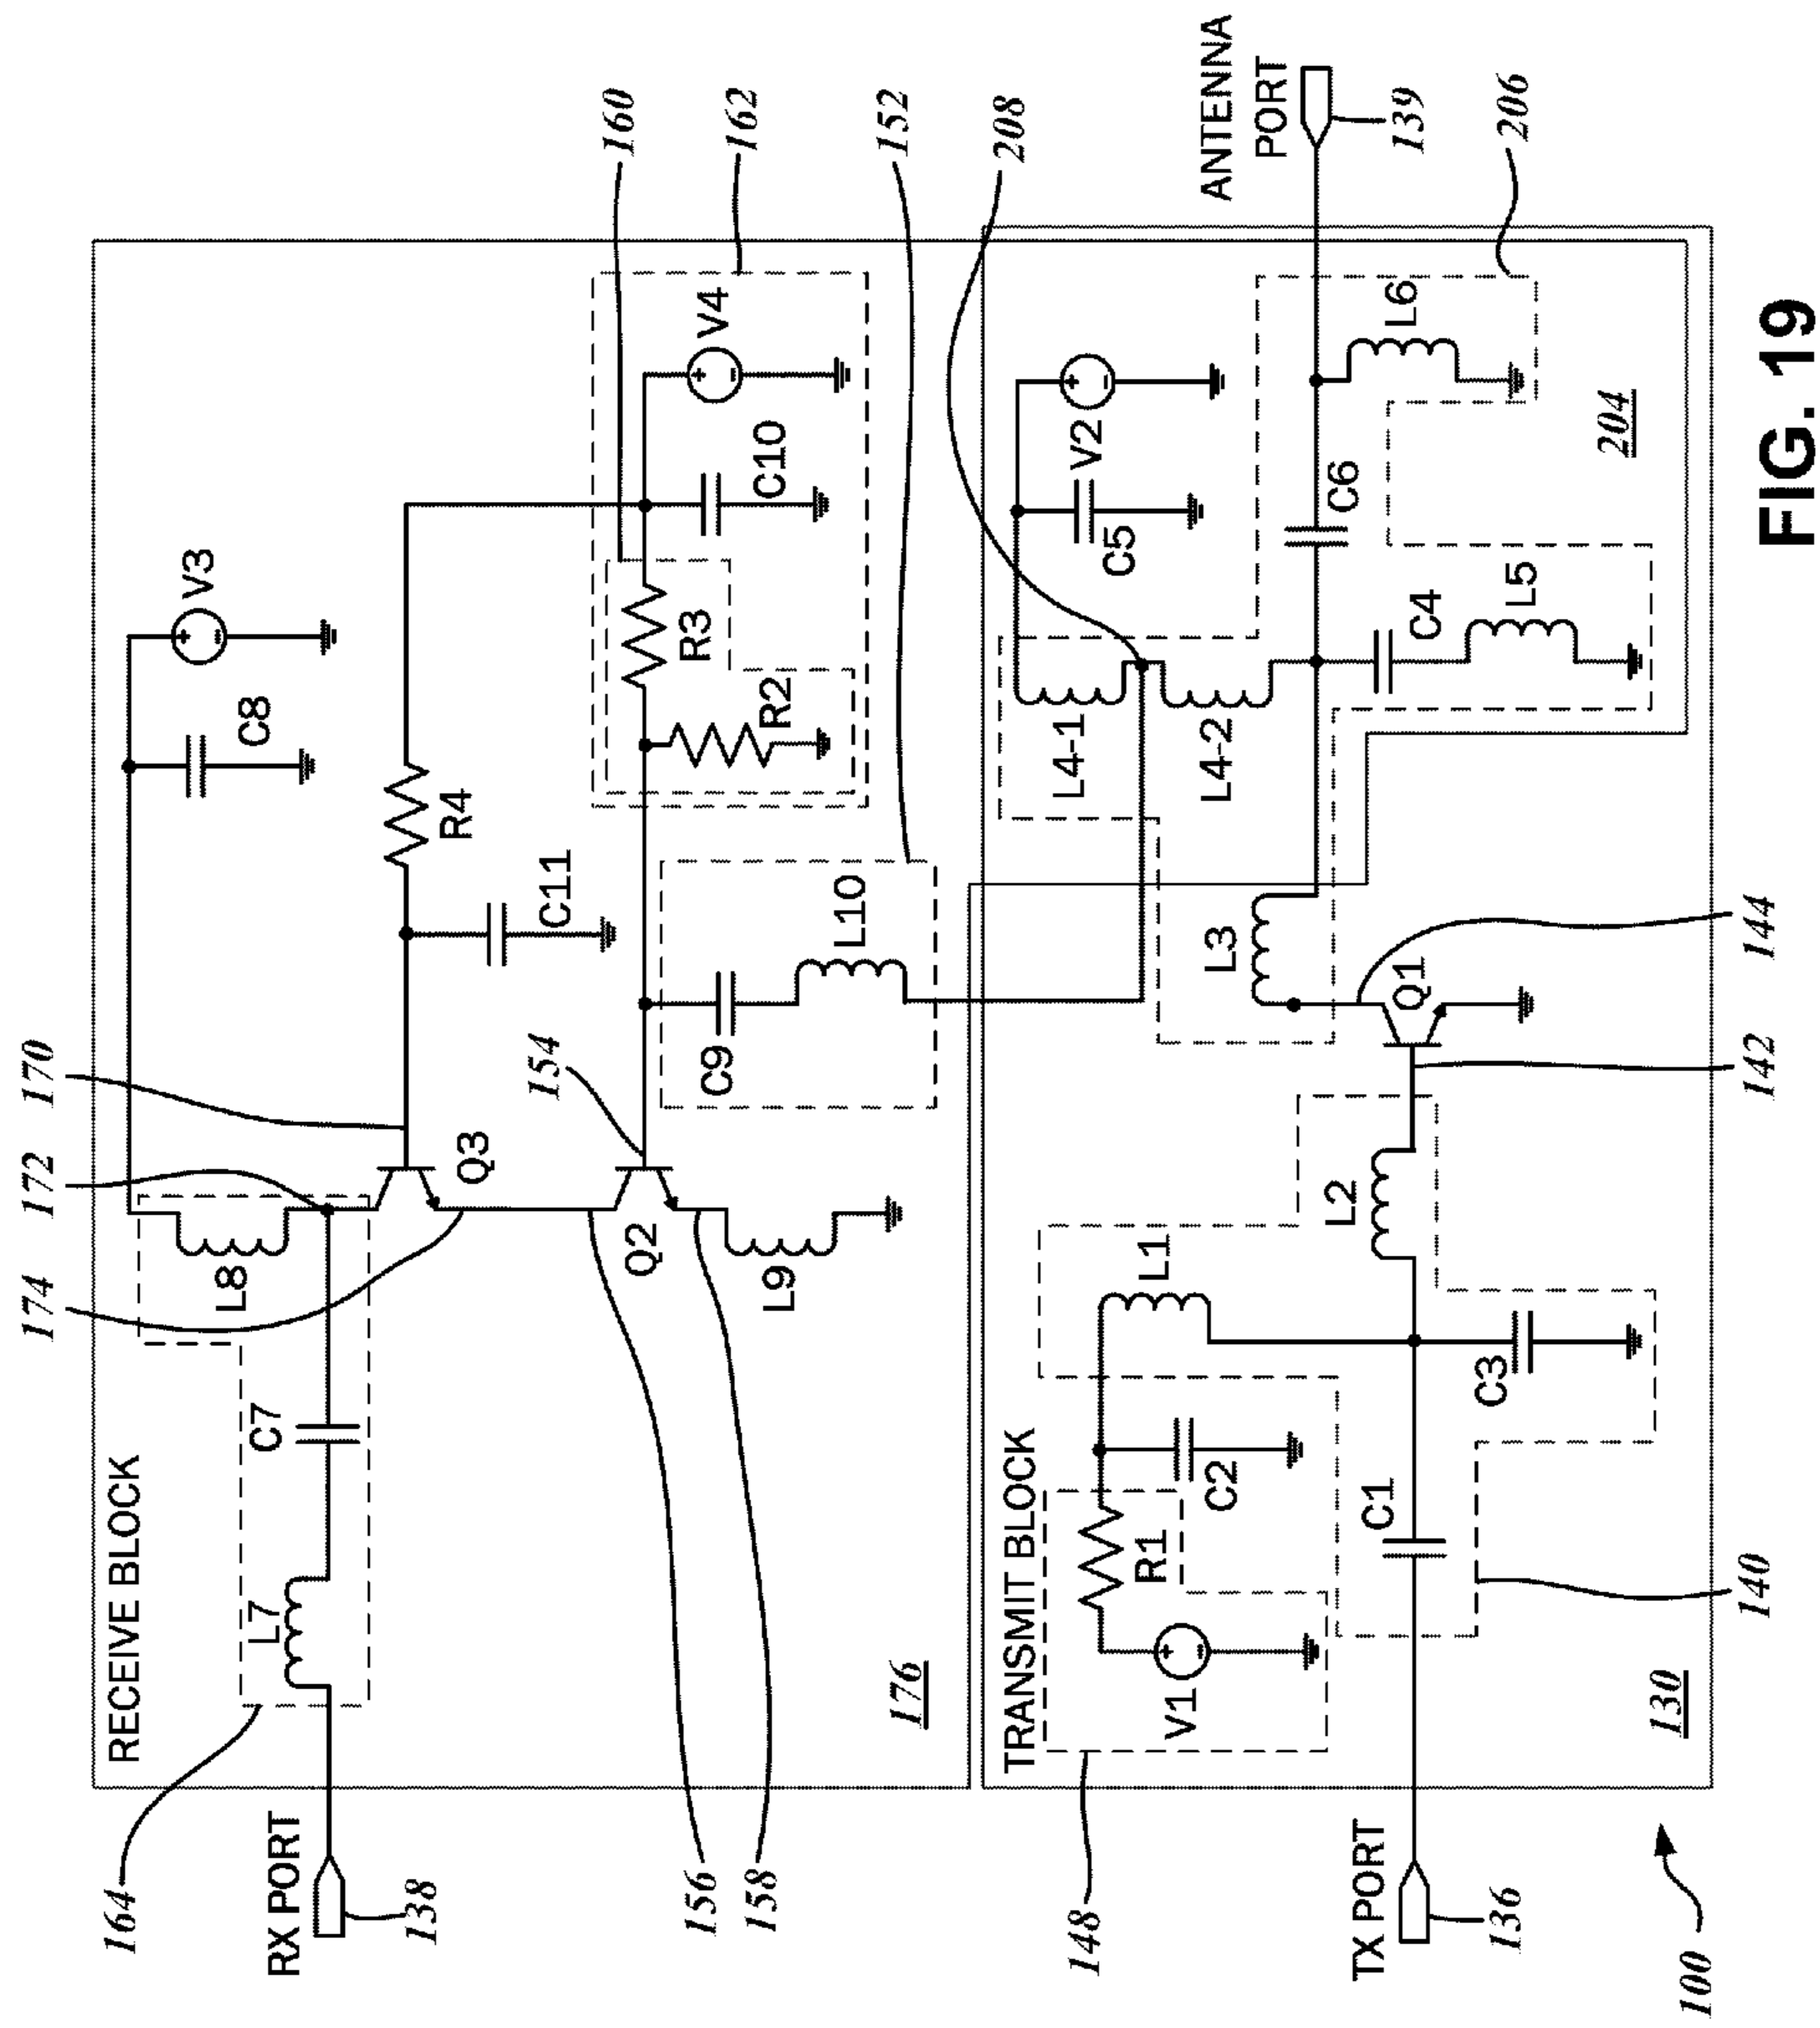 RECEIVE BLOCK
RX PORT
138
164
L7
C7
L8
174
172
170
Q3
154
Q2
156
158
L9
C8
V3
R4
C11
C9
L10
R3
R2
C10
V4
160
162
152
208
176
TRANSMIT BLOCK
TX PORT
136
148
V1
R1
C2
C1
140
L1
C3
L2
142
144
Q1
L3
L4-1
L4-2
C5
V2
C4
L5
C6
L6
ANTENNA
PORT
139
206
204
130
100
FIG. 19